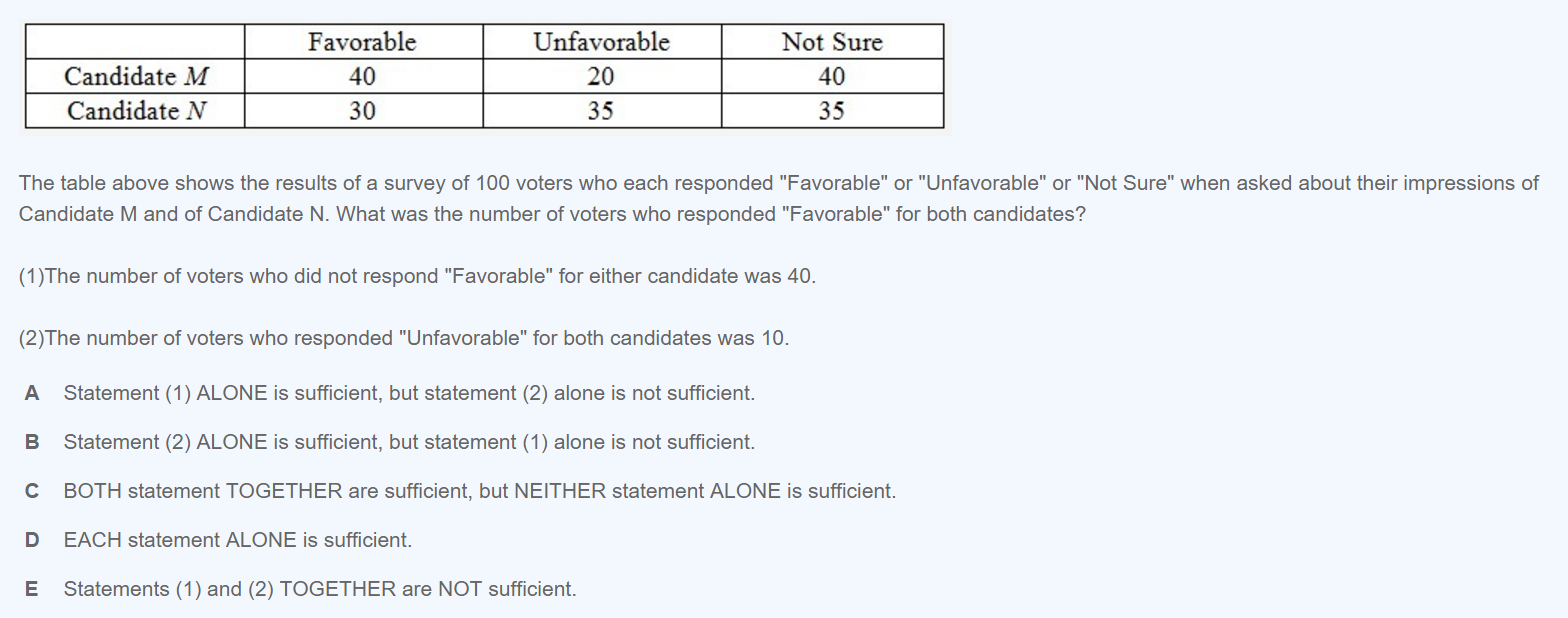 Favorable Unfavorable Not Sure
Candidate M 40 20 40
Candidate N 30 35 35
The table above shows the results of a survey of 100 voters who each responded "Favorable" or "Unfavorable" or "Not Sure" when asked about their impressions of
Candidate M and of Candidate N. What was the number of voters who responded "Favorable" for both candidates?
(1)The number of voters who did not respond "Favorable" for either candidate was 40.
(2)The number of voters who responded "Unfavorable" for both candidates was 10.
A Statement (1) ALONE is sufficient, but statement (2) alone is not sufficient.
B Statement (2) ALONE is sufficient, but statement (1) alone is not sufficient.
C BOTH statement TOGETHER are sufficient, but NEITHER statement ALONE is sufficient.
D EACH statement ALONE is sufficient.
E Statements (1) and (2) TOGETHER are NOT sufficient.